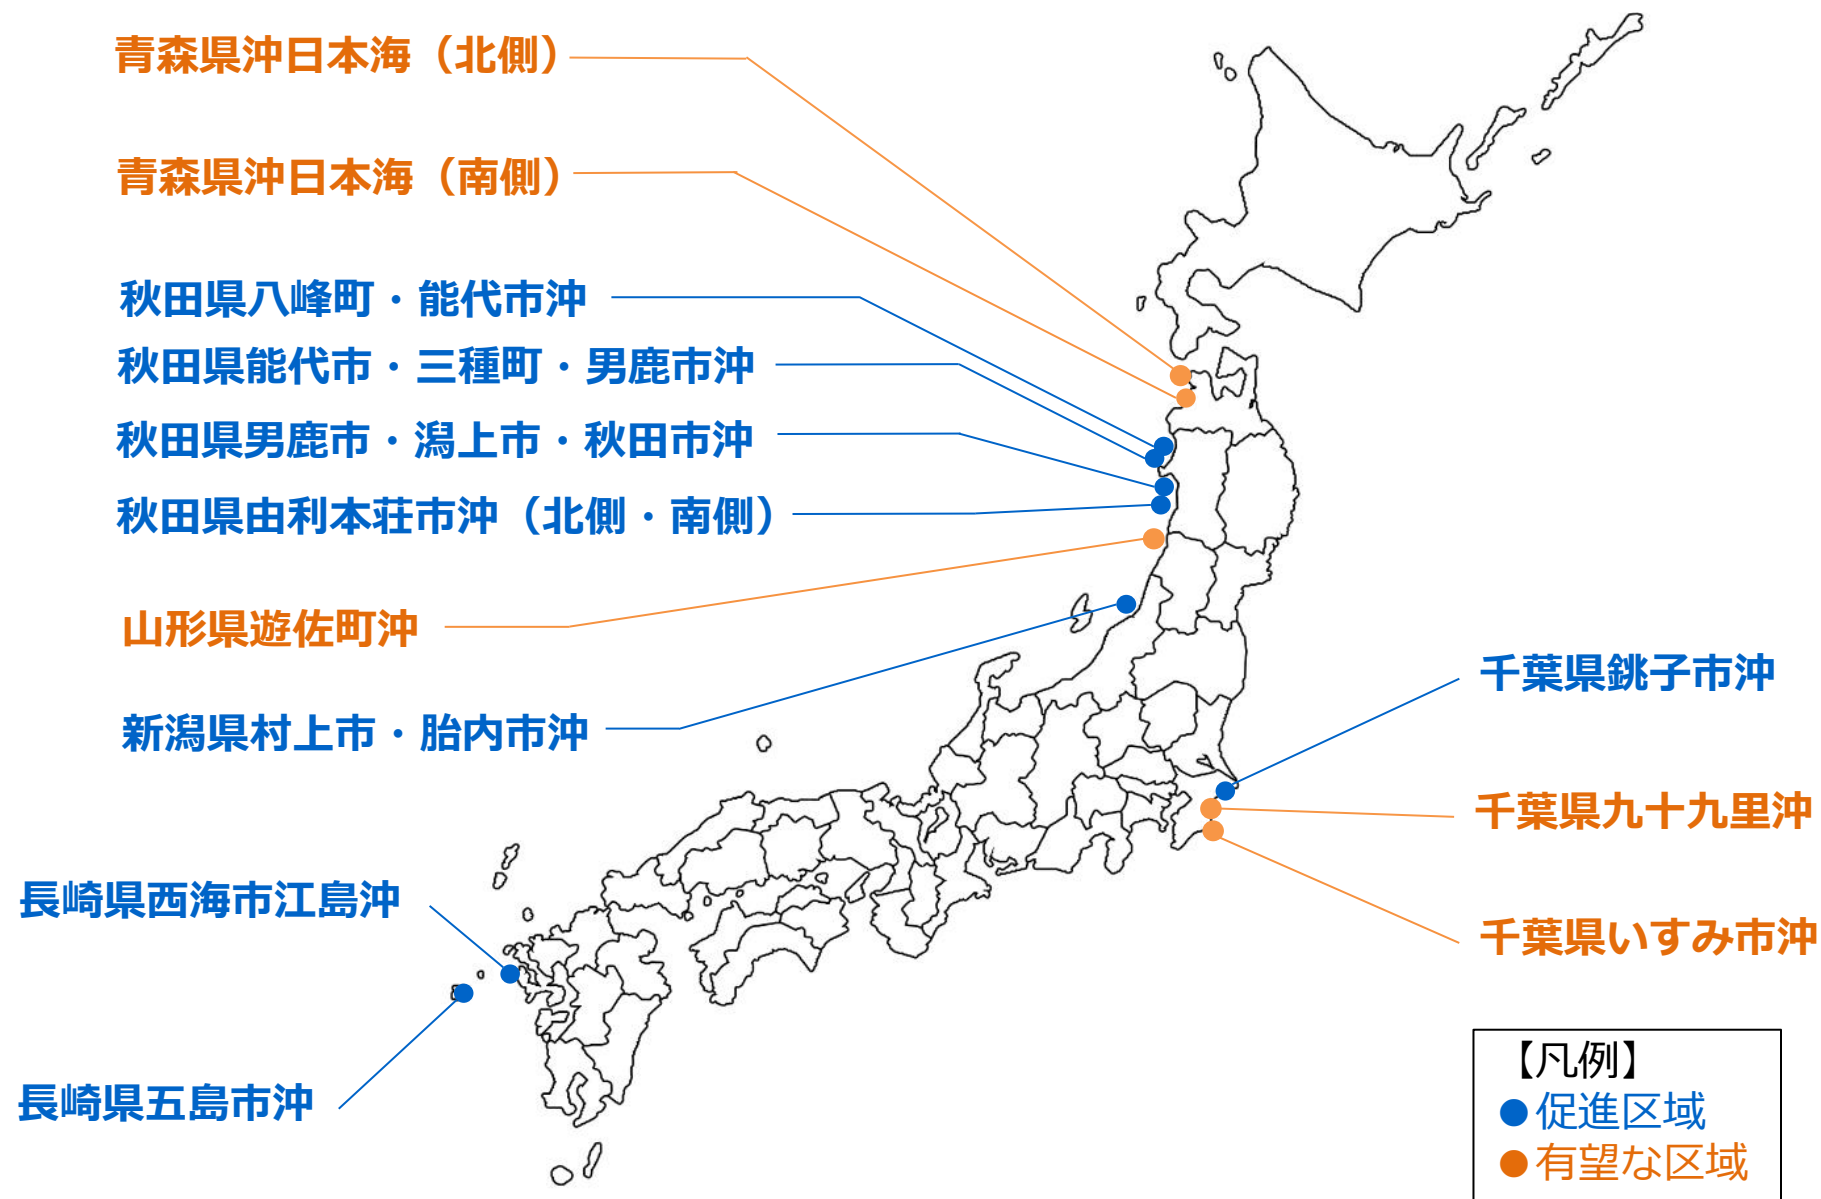 青森県沖日本海（北側）
青森県沖日本海（南側）
秋田県八峰町・能代市沖
秋田県能代市・三種町・男鹿市沖
秋田県男鹿市・潟上市・秋田市沖
秋田県由利本荘市沖（北側・南側）
山形県遊佐町沖
新潟県村上市・胎内市沖
長崎県西海市江島沖
長崎県五島市沖
千葉県銚子市沖
千葉県九十九里沖
千葉県いすみ市沖
【凡例】
●促進区域
●有望な区域